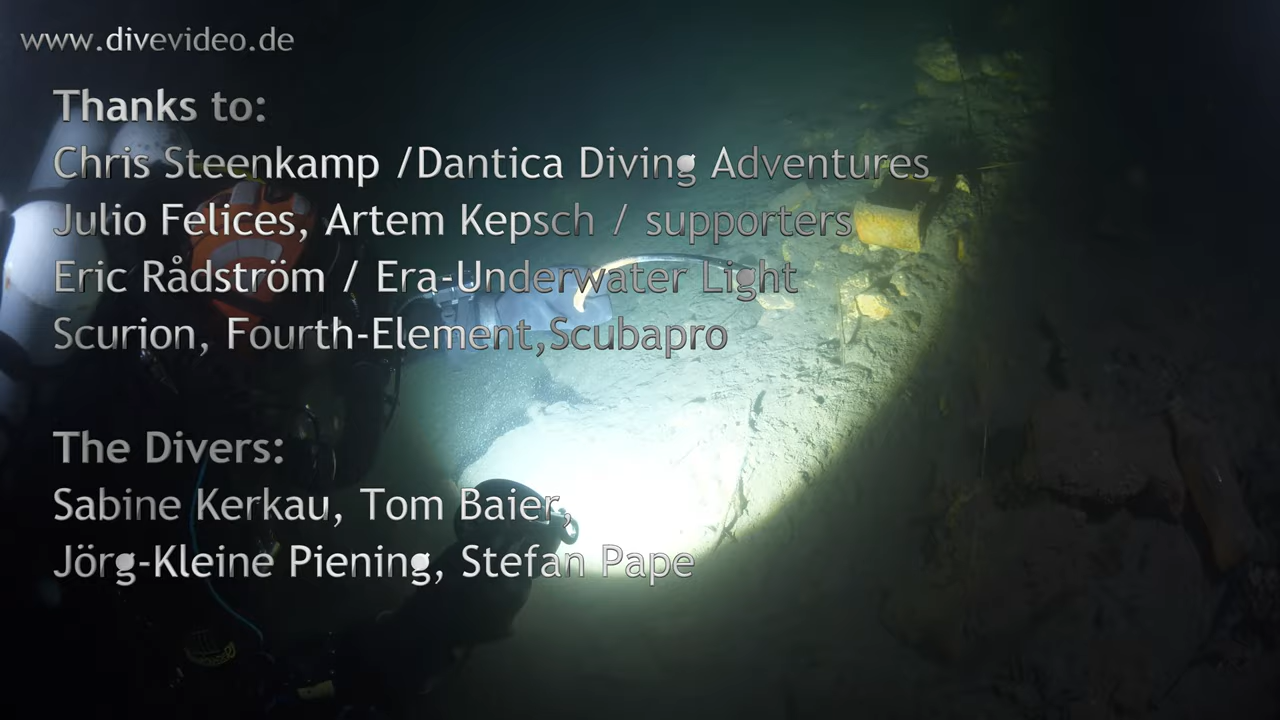 www.divevideo.de
Thanks to:
Chris Steenkamp /Dantica Diving Adventures
Julio Felices, Artem Kepsch / supporters
Eric Rådström / Era-Underwater Light
Scurion, Fourth-Element,Scubapro
The Divers:
Sabine Kerkau, Tom Baier,
Jörg-Kleine Piening, Stefan Pape